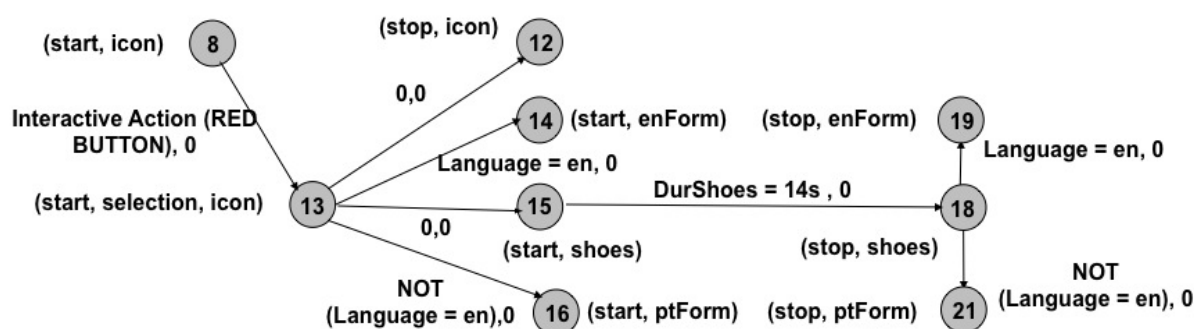 (start, icon)
8
(stop, icon)
12
0,0
Interactive Action (RED
BUTTON), 0
14
(start, enForm)
(stop, enForm)
19
Language = en, 0
Language = en, 0
(start, selection, icon)
13
15
DurShoes = 14s , 0
18
0,0
(start, shoes)
(stop, shoes)
NOT
(Language = en),0
16
(start, ptForm)
(stop, ptForm)
21
NOT
(Language = en), 0